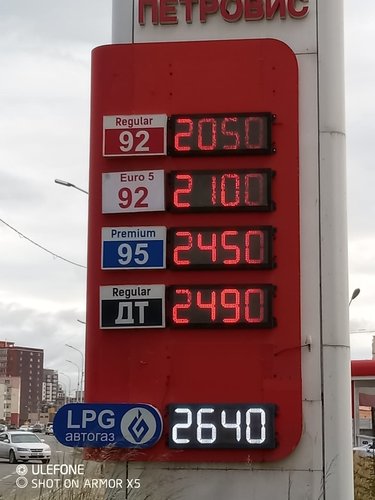 ПЕТРОВИС
Regular
92
2050
Euro 5
92
2100
Premium
95
2450
Regular
ДТ
2490
LPG
автогаз
2640
ULEFONE
SHOT ON ARMOR X5